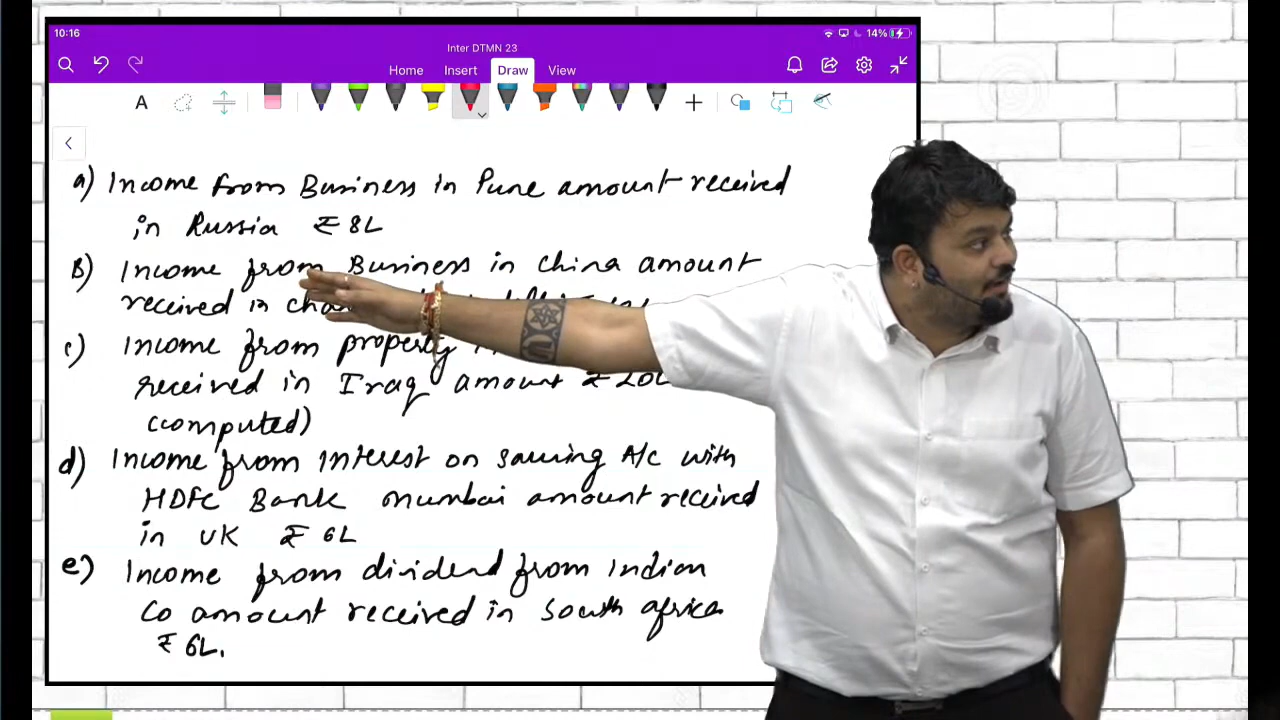 10:16
14%
Inter DTMN 23
Home Insert Draw View
A
a) Income from Business in Pune amount received
in Russia ₹ 8L
B) Income from Business in China amount
received in
c) Income from property
received in Iraq amount ₹
(computed)
d) Income from interest on saving A/c with
HDFC Bank mumbai amount received
in UK ₹ 6L
e) Income from dividend from Indian
Co amount received in South africa
₹ 6L.